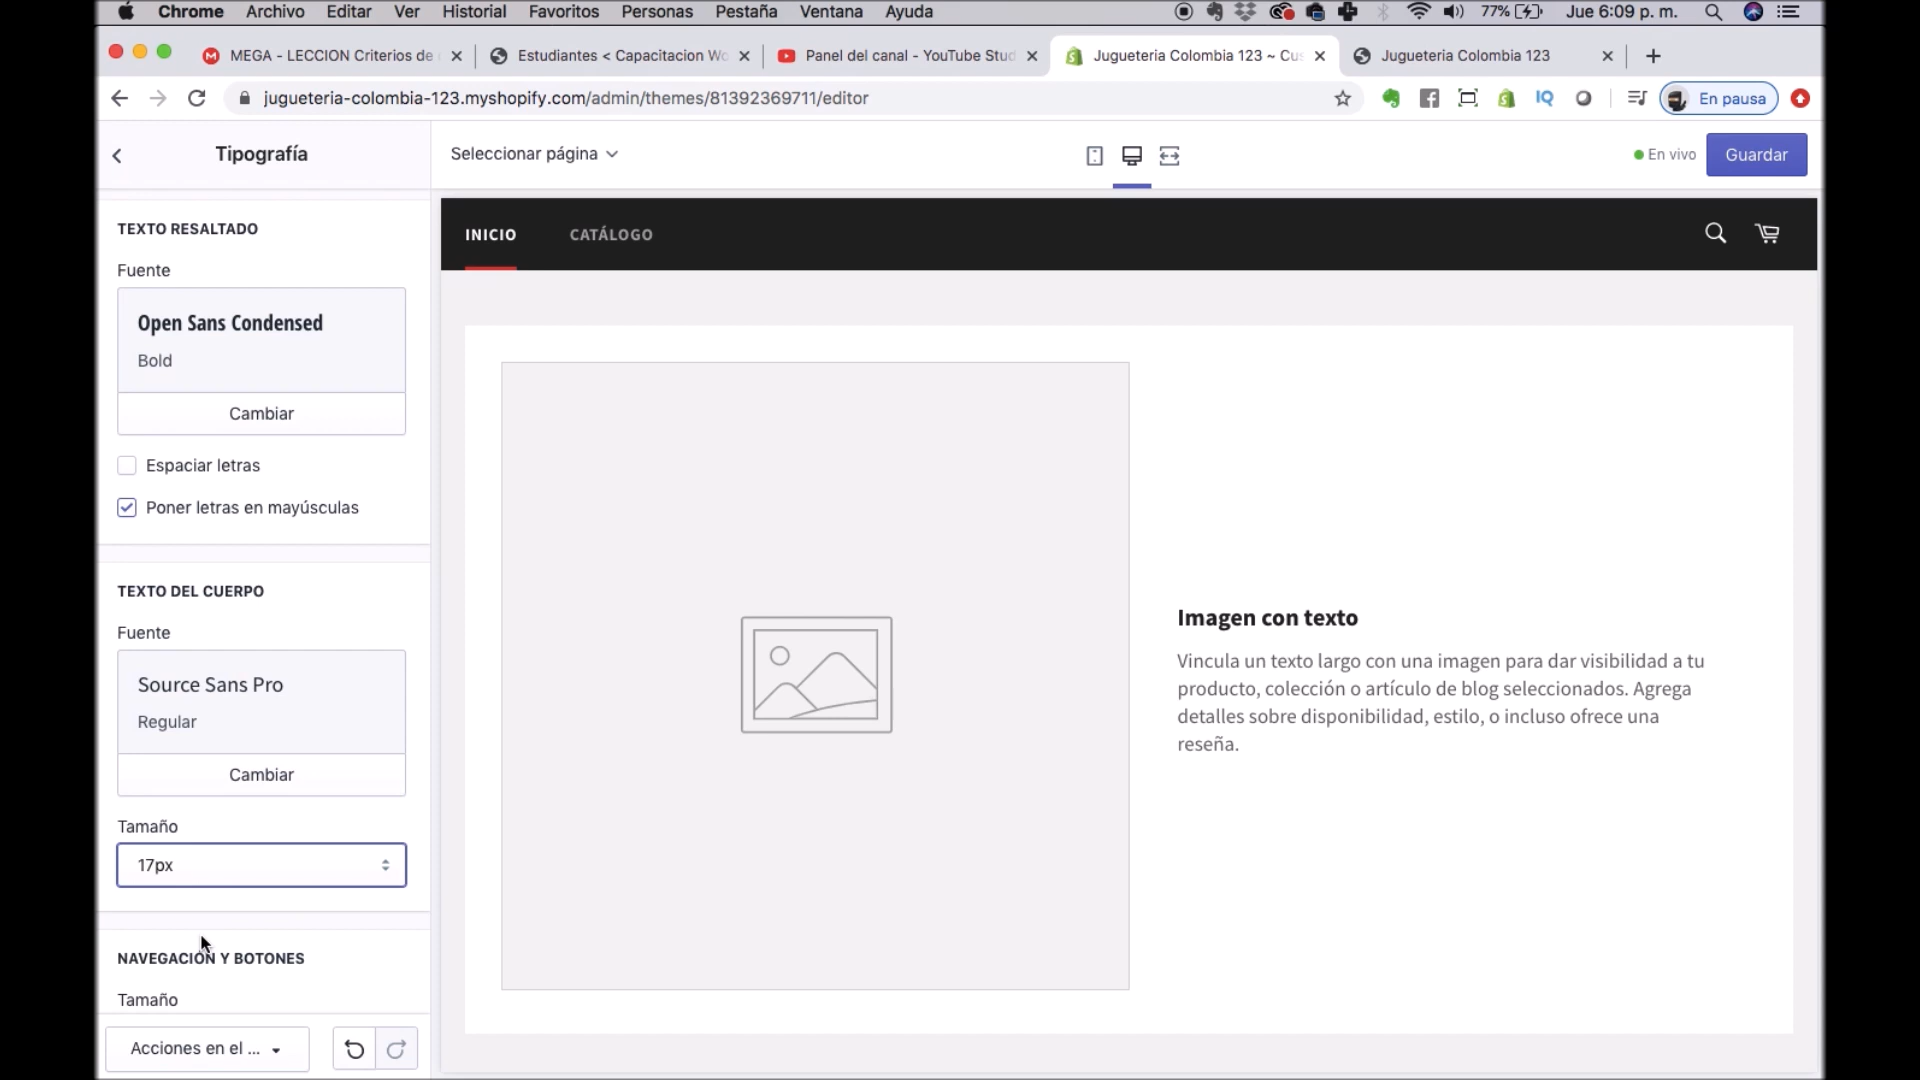 Chrome Archivo Editar Ver Historial Favoritos Personas Pestaña Ventana Ayuda 77% Jue 6:09 p. m.
MEGA - LECCION Criterios de Estudiantes < Capacitacion Wo Panel del canal - YouTube Stud Jugueteria Colombia 123 ~ Cus Jugueteria Colombia 123
jugueteria-colombia-123.myshopify.com/admin/themes/81392369711/editor IQ En pausa
Tipografía
Seleccionar página
En vivo
Guardar
TEXTO RESALTADO
Fuente
Open Sans Condensed
Bold
Cambiar
Espaciar letras
Poner letras en mayúsculas
TEXTO DEL CUERPO
Fuente
Source Sans Pro
Regular
Cambiar
Tamaño
17px
NAVEGACIÓN Y BOTONES
Tamaño
Acciones en el ...
INICIO CATÁLOGO
Imagen con texto
Vincula un texto largo con una imagen para dar visibilidad a tu
producto, colección o artículo de blog seleccionados. Agrega
detalles sobre disponibilidad, estilo, o incluso ofrece una
reseña.